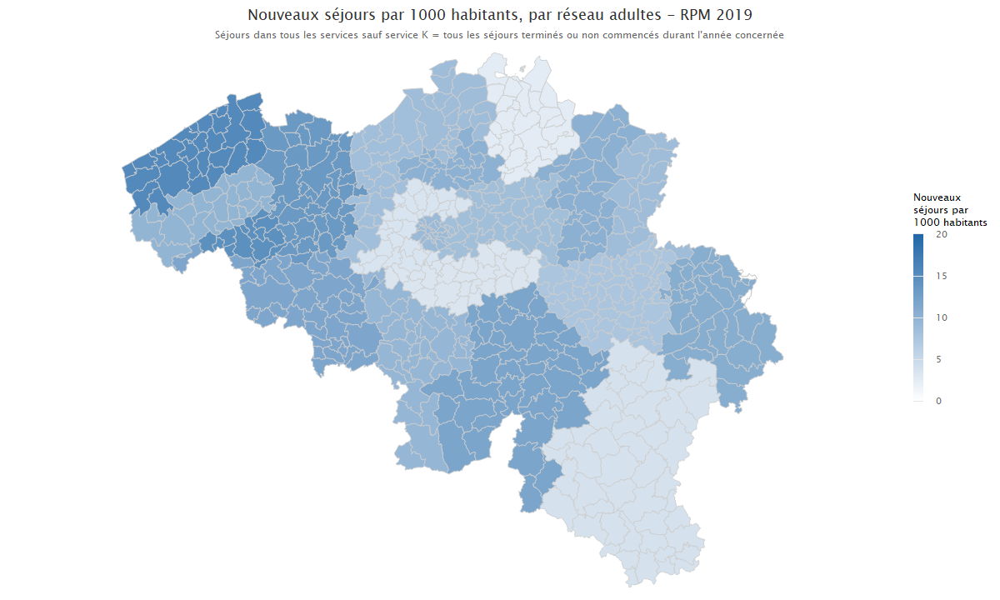 Nouveaux séjours par 1000 habitants, par réseau adultes - RPM 2019
Séjours dans tous les services sauf service K = tous les séjours terminés ou non commencés durant l'année concernée
Nouveaux
séjours par
1000 habitants
20
15
10
5
0